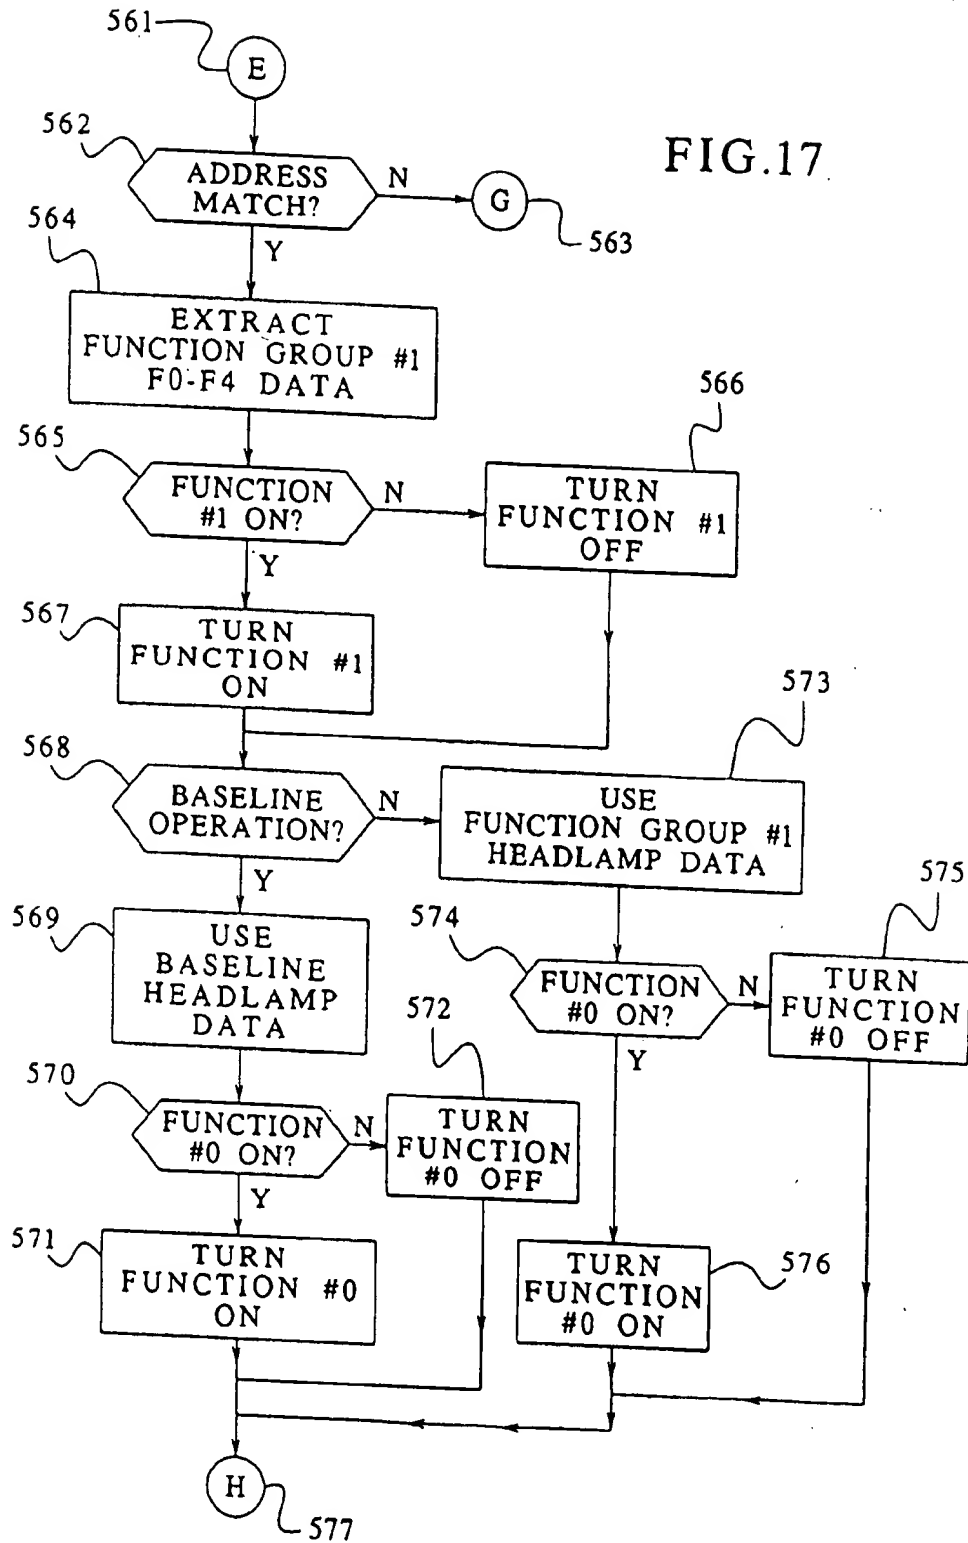 561
E
562
FIG.17
ADDRESS
MATCH?
N
G
563
564
Y
EXTRACT
FUNCTION GROUP #1
F0-F4 DATA
566
565
FUNCTION
#1 ON?
N
TURN
FUNCTION #1
OFF
Y
567
TURN
FUNCTION #1
ON
573
568
BASELINE
OPERATION?
N
USE
FUNCTION GROUP #1
HEADLAMP DATA
Y
575
569
USE
BASELINE
HEADLAMP
DATA
574
FUNCTION
#0 ON?
N
TURN
FUNCTION
#0 OFF
572
Y
570
FUNCTION
#0 ON?
N
TURN
FUNCTION
#0 OFF
Y
571
TURN
FUNCTION #0
ON
TURN
FUNCTION
#0 ON
576
H
577